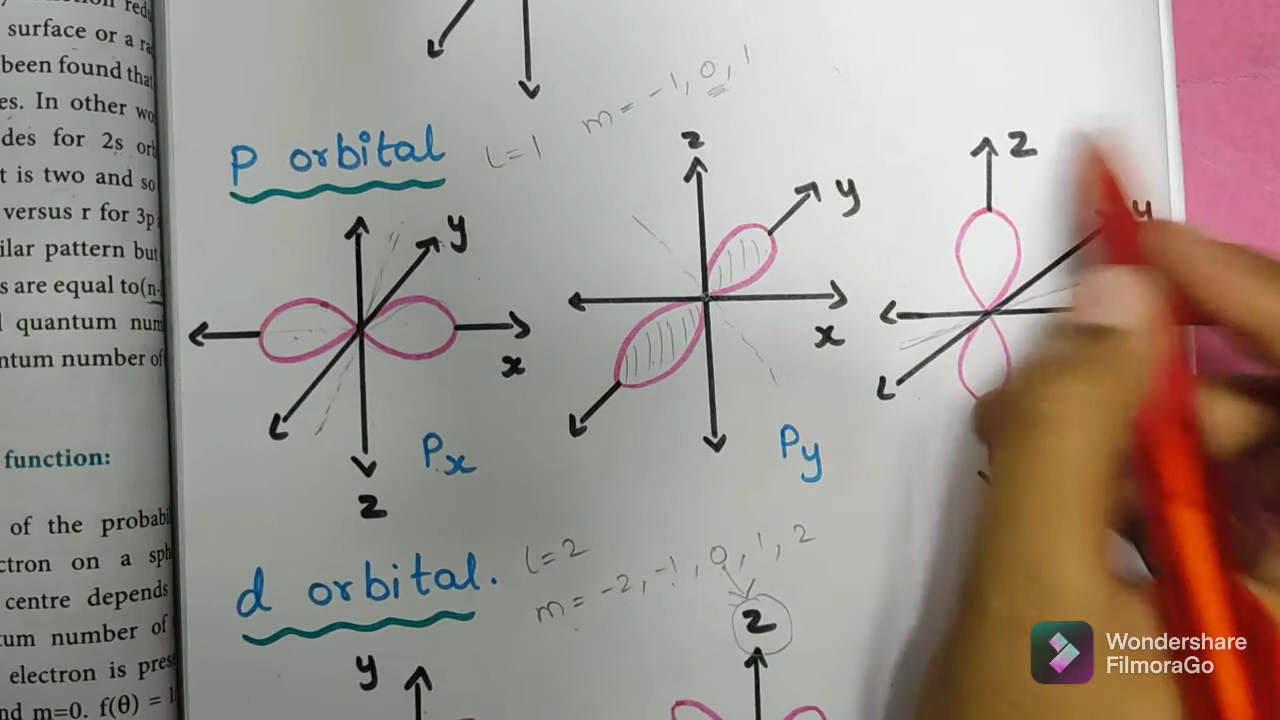 surface or a
been found that
es. In other
des for 2s
t is two and so
versus r for 3p
ilar pattern but
s are equal to(n-
quantum num
ntum number of
function:
of the probabi
ctron on a sph
centre depends
tum number of
electron is pres
nd m=0. f(θ) = 1
P orbital
l=1
m = -1, 0, 1
y
x
z
Px
z
y
x
Py
z
y
d orbital.
l=2
m = -2, -1, 0, 1, 2
y
z
Wondershare
FilmoraGo